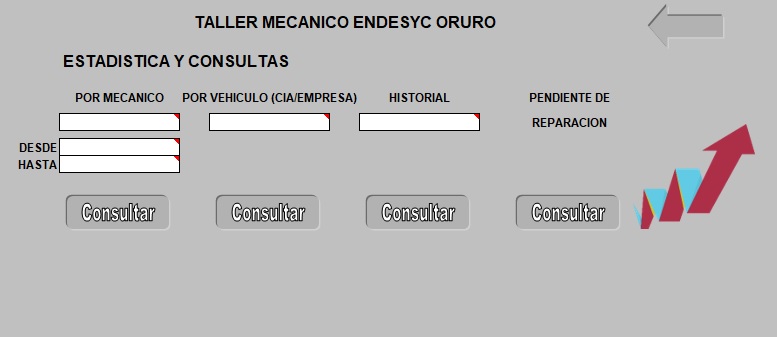 TALLER MECANICO ENDESYC ORURO
ESTADISTICA Y CONSULTAS
POR MECANICO POR VEHICULO (CIA/EMPRESA) HISTORIAL PENDIENTE DE
REPARACION
DESDE
HASTA
Consultar Consultar Consultar Consultar